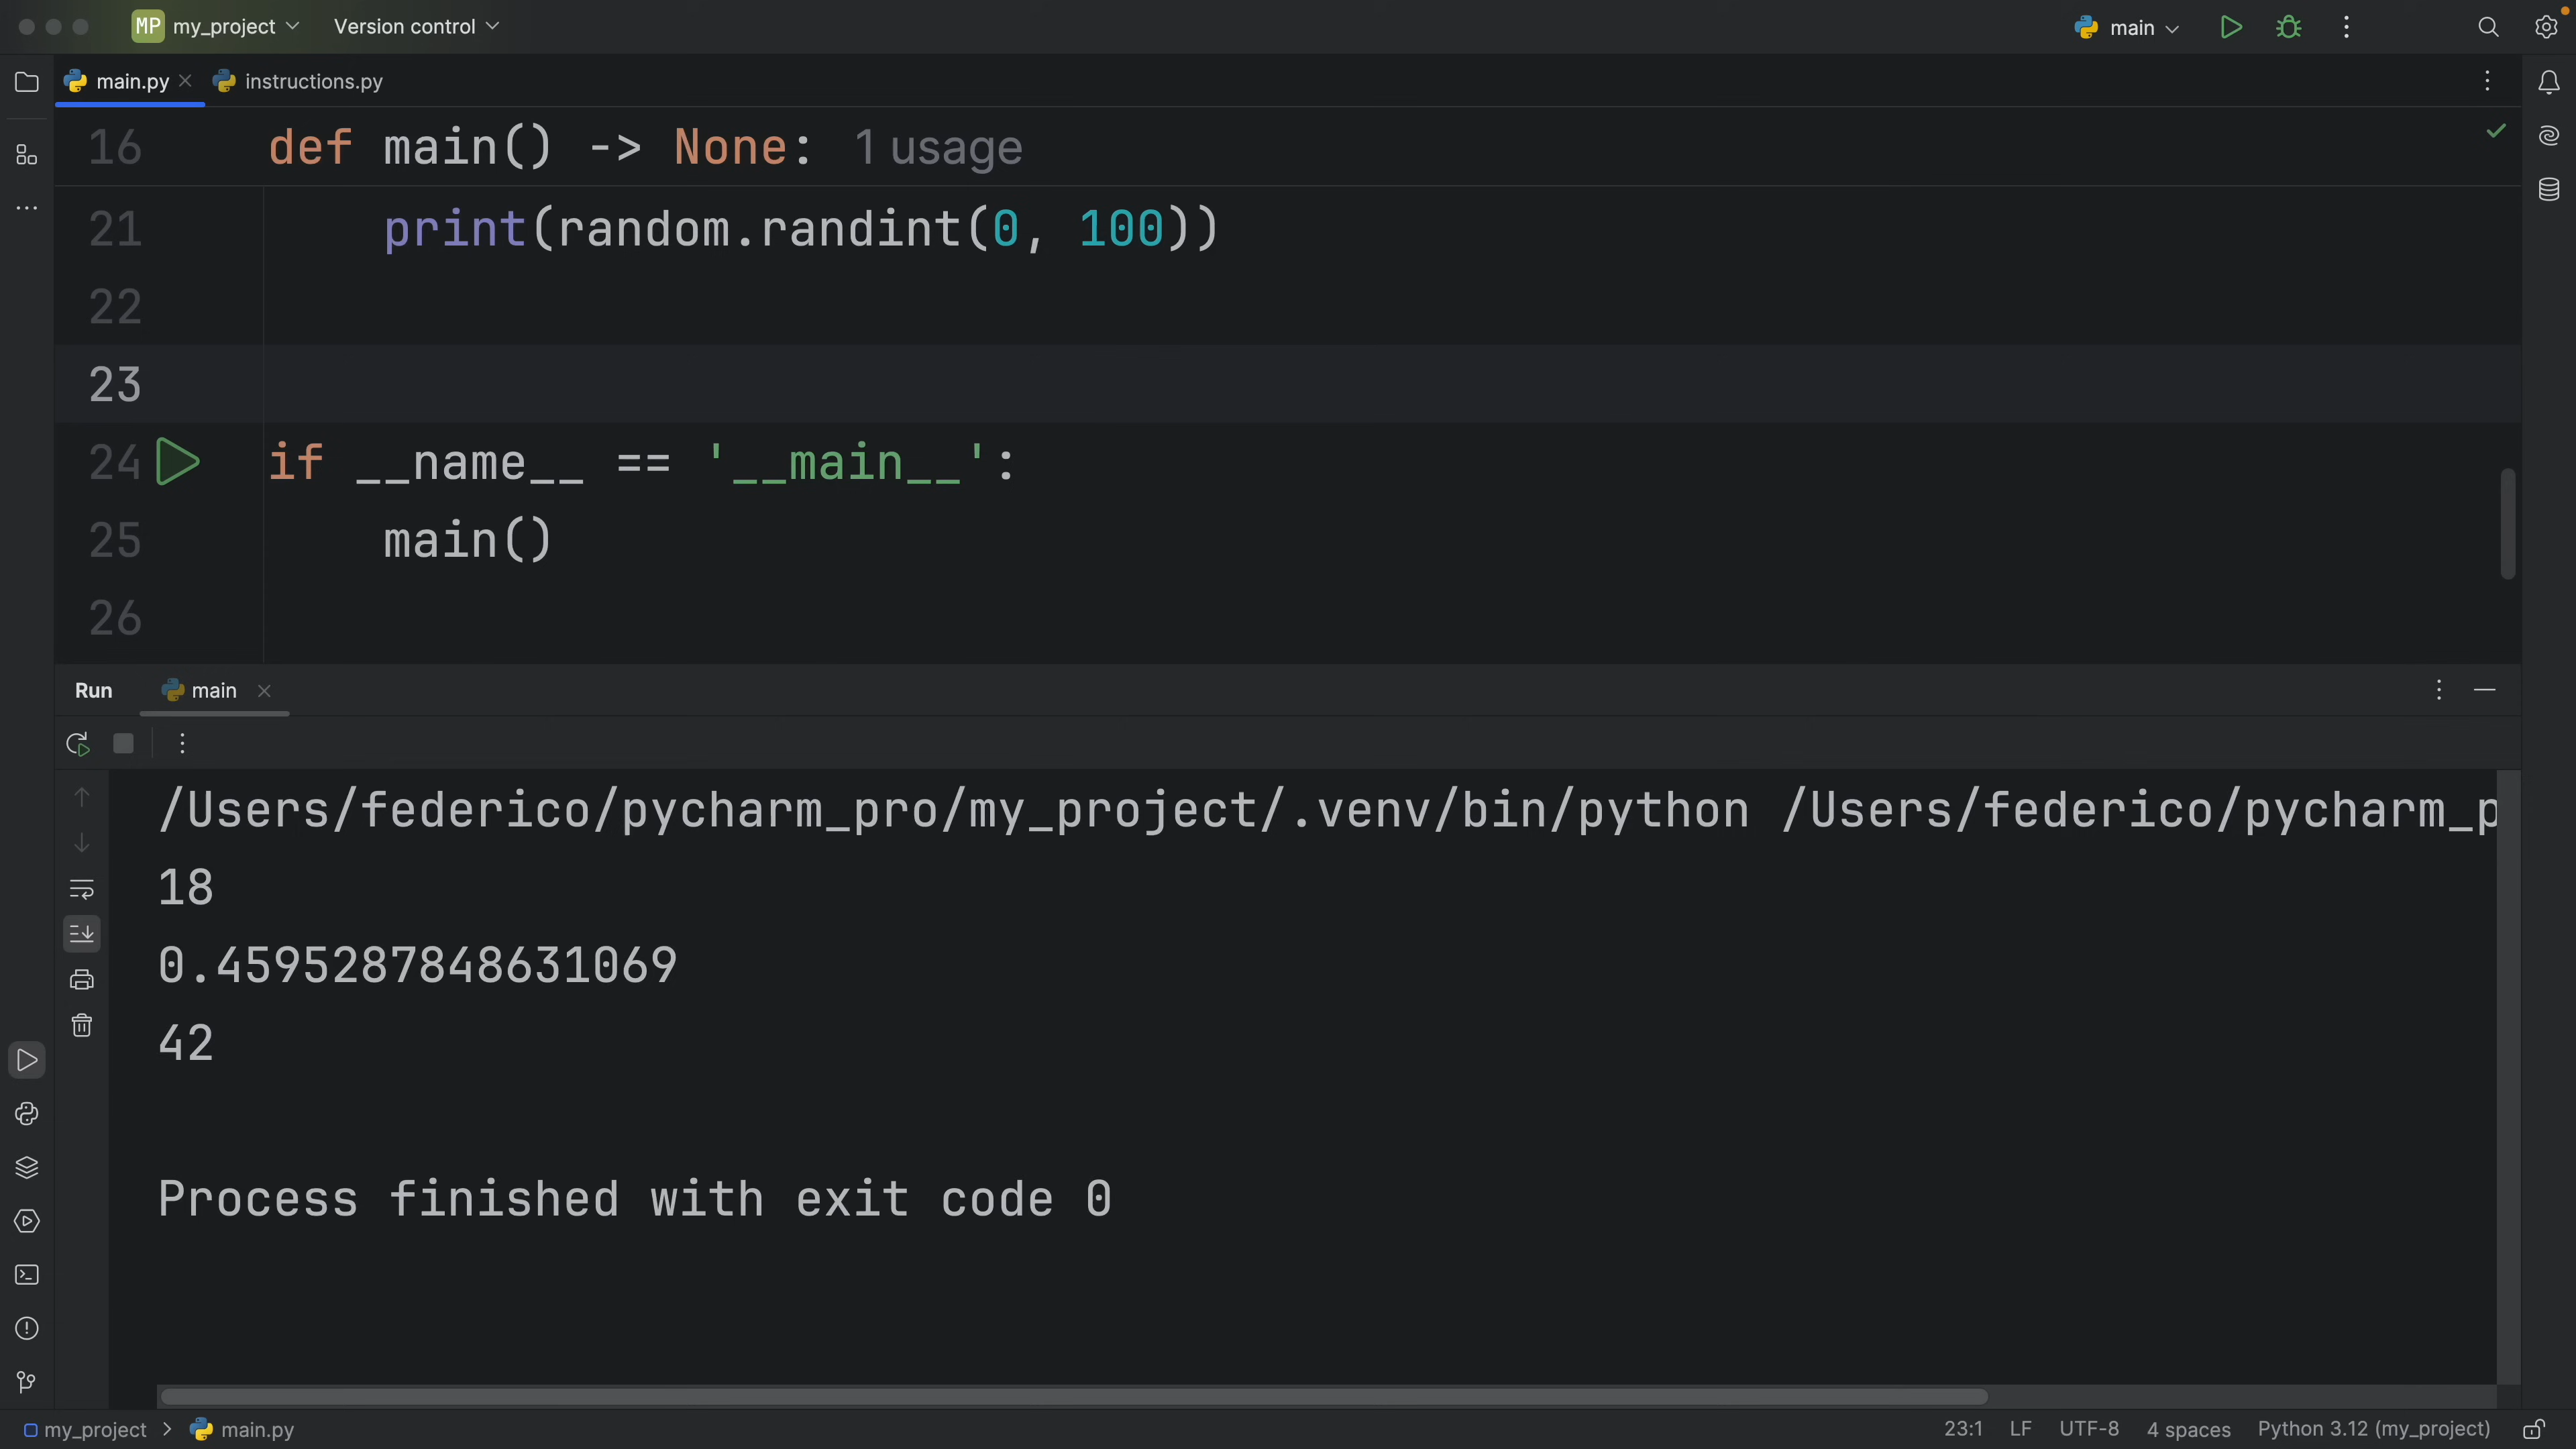 MP my_project Version control main
main.py instructions.py
16 def main() -> None: 1 usage
21 print(random.randint(0, 100))
22
23
24 if __name__ == '__main__':
25 main()
26
Run main
/Users/federico/pycharm_pro/my_project/.venv/bin/python /Users/federico/pycharm_p
18
0.4595287848631069
42
Process finished with exit code 0
my_project > main.py 23:1 LF UTF-8 4 spaces Python 3.12 (my_project)